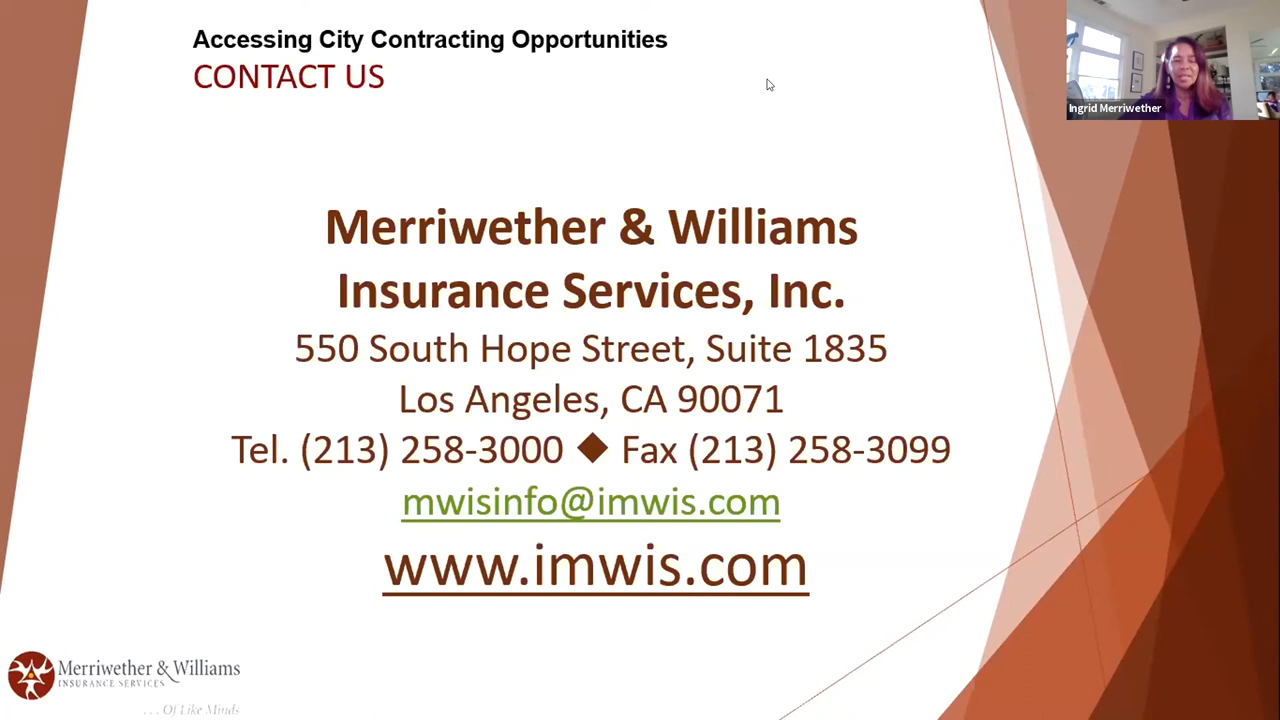 Accessing City Contracting Opportunities
CONTACT US
Ingrid Merriwether
Merriwether & Williams
Insurance Services, Inc.
550 South Hope Street, Suite 1835
Los Angeles, CA 90071
Tel. (213) 258-3000 ◆ Fax (213) 258-3099
mwisinfo@imwis.com
www.imwis.com
Merriwether & Williams
INSURANCE SERVICES
. . . Of Like Minds